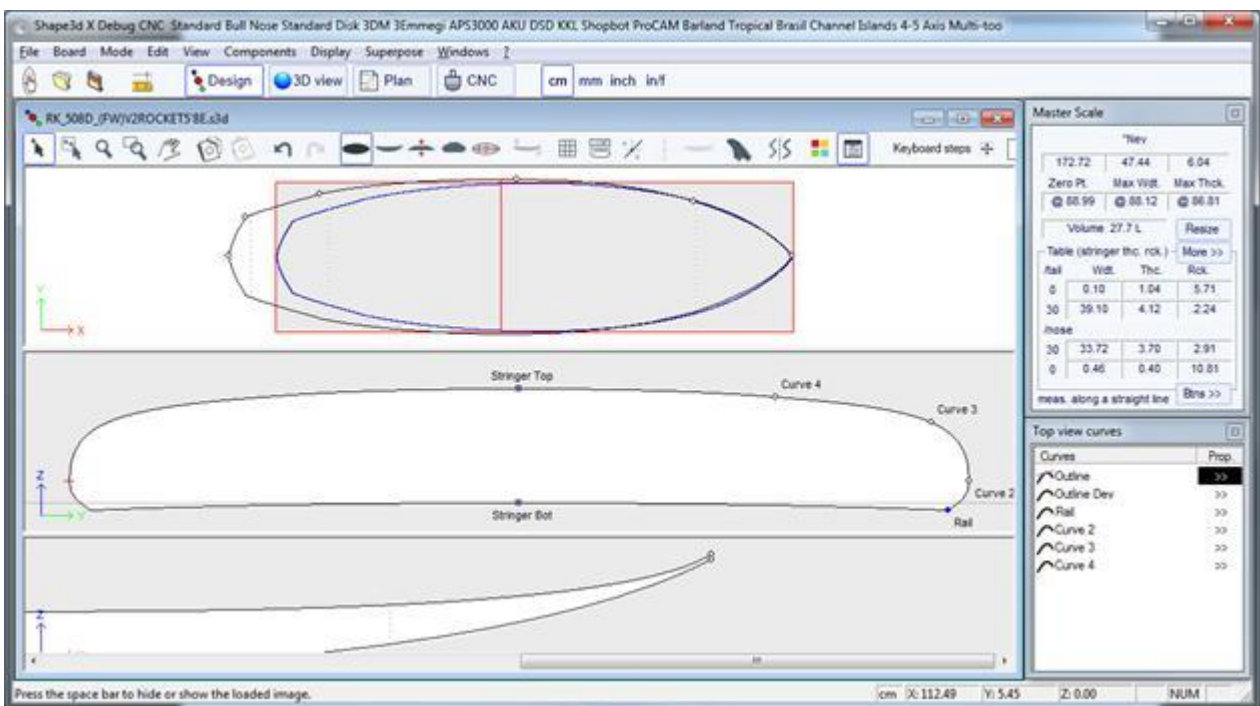 Shape3d X Debug CNC Standard Bull Nose Standard Disk 3DM 3Emmegi APS3000 AKU DSD KKL Shopbot ProCAM Barland Tropical Brasil Channel Islands 4-5 Axis Multi-too
File Board Mode Edit View Components Display Superpose Windows ?
Design 3D view Plan CNC cm mm inch in/f
RK_508D_(FW)V2ROCKET5'8E.s3d
Keyboard steps
Y
X
Stringer Top
Curve 4
Curve 3
Z
Y
Curve 2
Stringer Bot
Rail
Z
Master Scale
"Nev
172.72 47.44 6.04
Zero Pt. Max Wdt. Max Thck.
@ 88.99 @ 88.12 @ 86.81
Volume 27.7 L Resize
Table (stringer thc. rck.) More >>
/tail Wdt. Thc. Rck.
0 0.10 1.04 5.71
30 39.10 4.12 2.24
/nose
30 33.72 3.70 2.91
0 0.46 0.40 10.81
meas. along a straight line Btns >>
Top view curves
Curves Prop.
Outline >>
Outline Dev >>
Rail >>
Curve 2 >>
Curve 3 >>
Curve 4 >>
Press the space bar to hide or show the loaded image.
cm X: 112.49 Y: 5.45 Z: 0.00 NUM